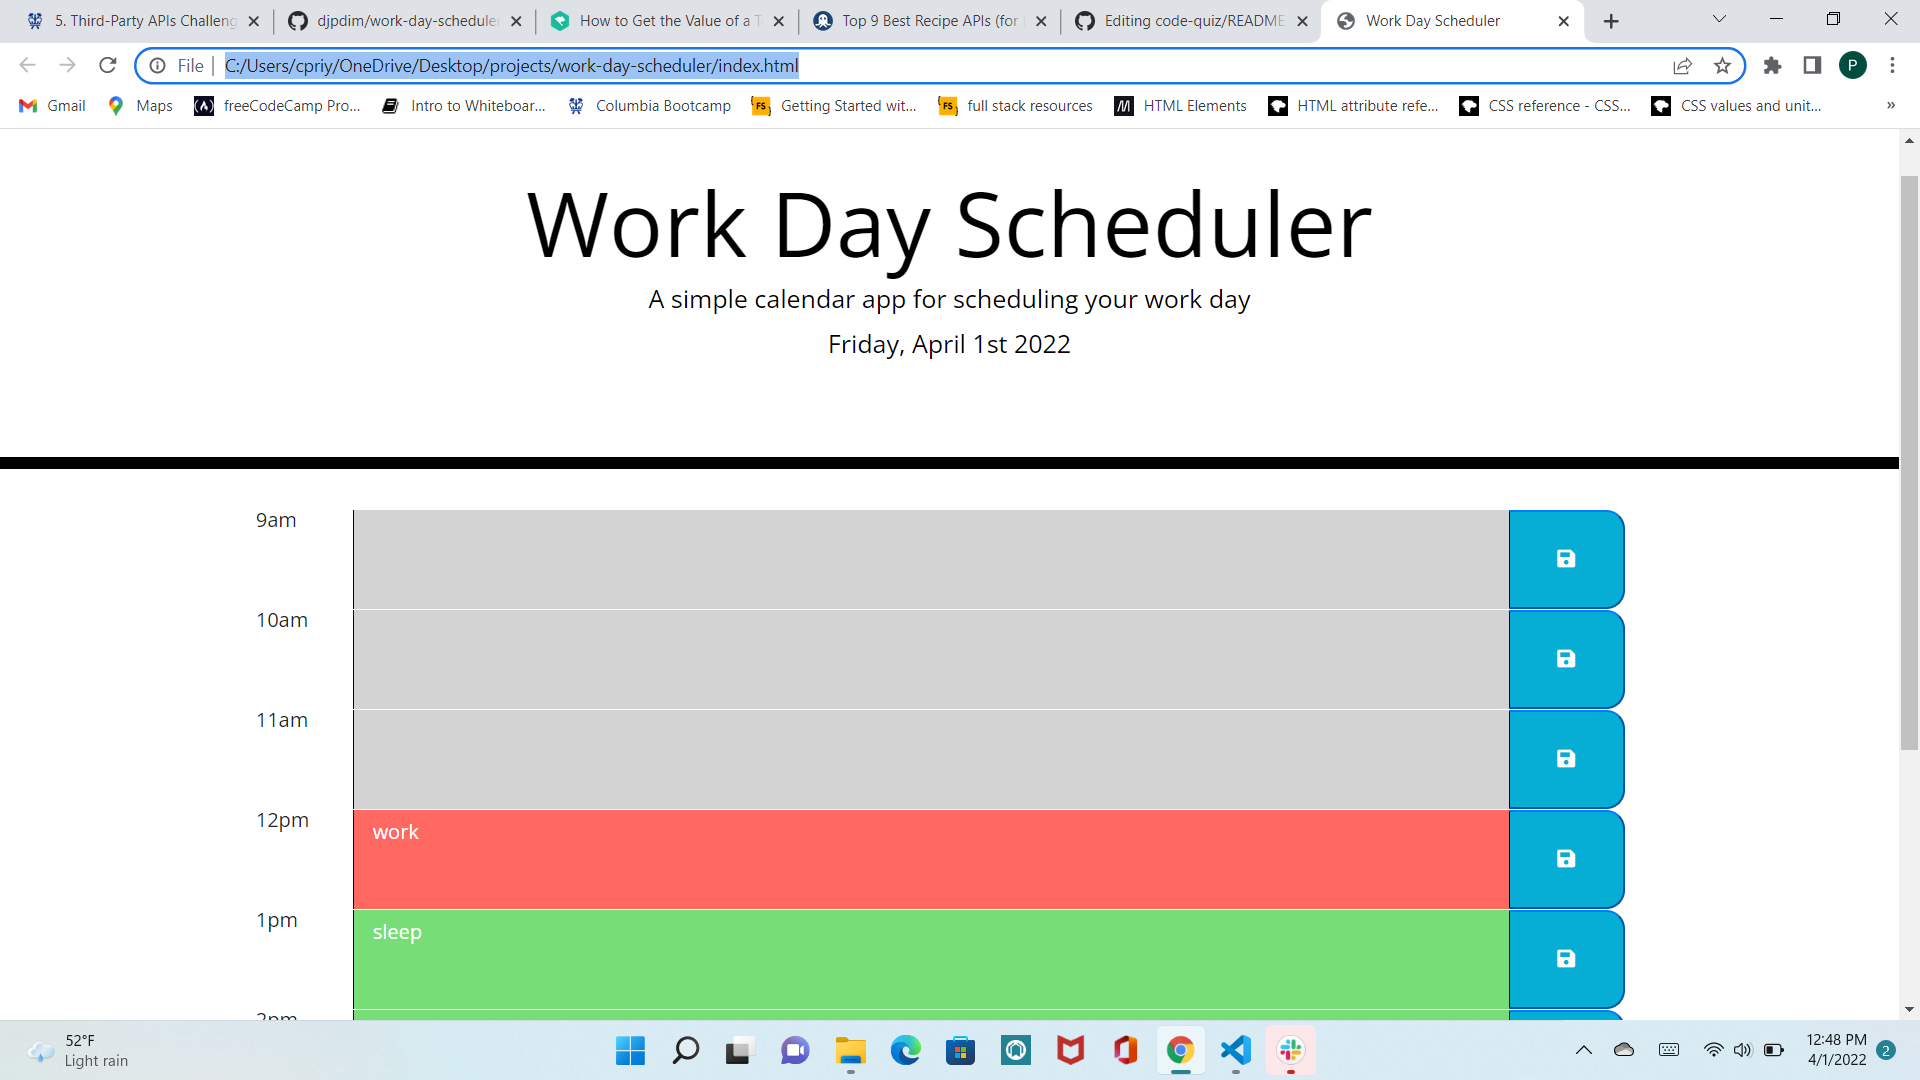 5. Third-Party APIs Challeng
djpdim/work-day-scheduler
How to Get the Value of a T
Top 9 Best Recipe APIs (for
Editing code-quiz/README
Work Day Scheduler
File
C:/Users/cpriy/OneDrive/Desktop/projects/work-day-scheduler/index.html
P
Gmail
Maps
freeCodeCamp Pro...
Intro to Whiteboar...
Columbia Bootcamp
Getting Started wit...
full stack resources
HTML Elements
HTML attribute refe...
CSS reference - CSS...
CSS values and unit...
»
Work Day Scheduler
A simple calendar app for scheduling your work day
Friday, April 1st 2022
9am
10am
11am
12pm
work
1pm
sleep
2pm
52°F
Light rain
12:48 PM
4/1/2022
2